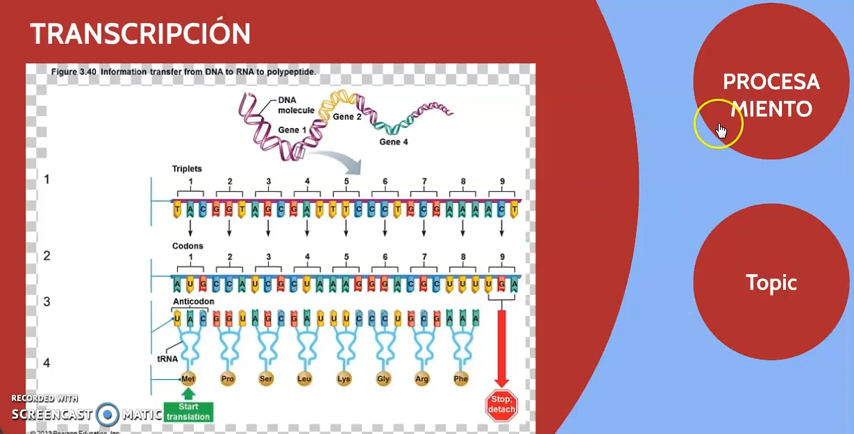 TRANSCRIPCIÓN
Figure 3.40 Information transfer from DNA to RNA to polypeptide.
DNA
molecule
Gene 1
Gene 2
Gene 4
Triplets
1 1 2 3 4 5 6 7 8 9
T A C G G T A G C G A T T T C C C T G C G A A A A C T
2 Codons
1 2 3 4 5 6 7 8 9
A U G C C A U C G C U A A A G G G A C G C U U U U G A
3 Anticodon
U A C G G U A G C G A U U U C C C U G C G A A A
tRNA
4 Met Pro Ser Leu Lys Gly Arg Phe
Start
translation
Stop;
detach
RECORDED WITH
SCREENCAST MATIC
Pearson Education, Inc.
PROCESA
MIENTO
Topic